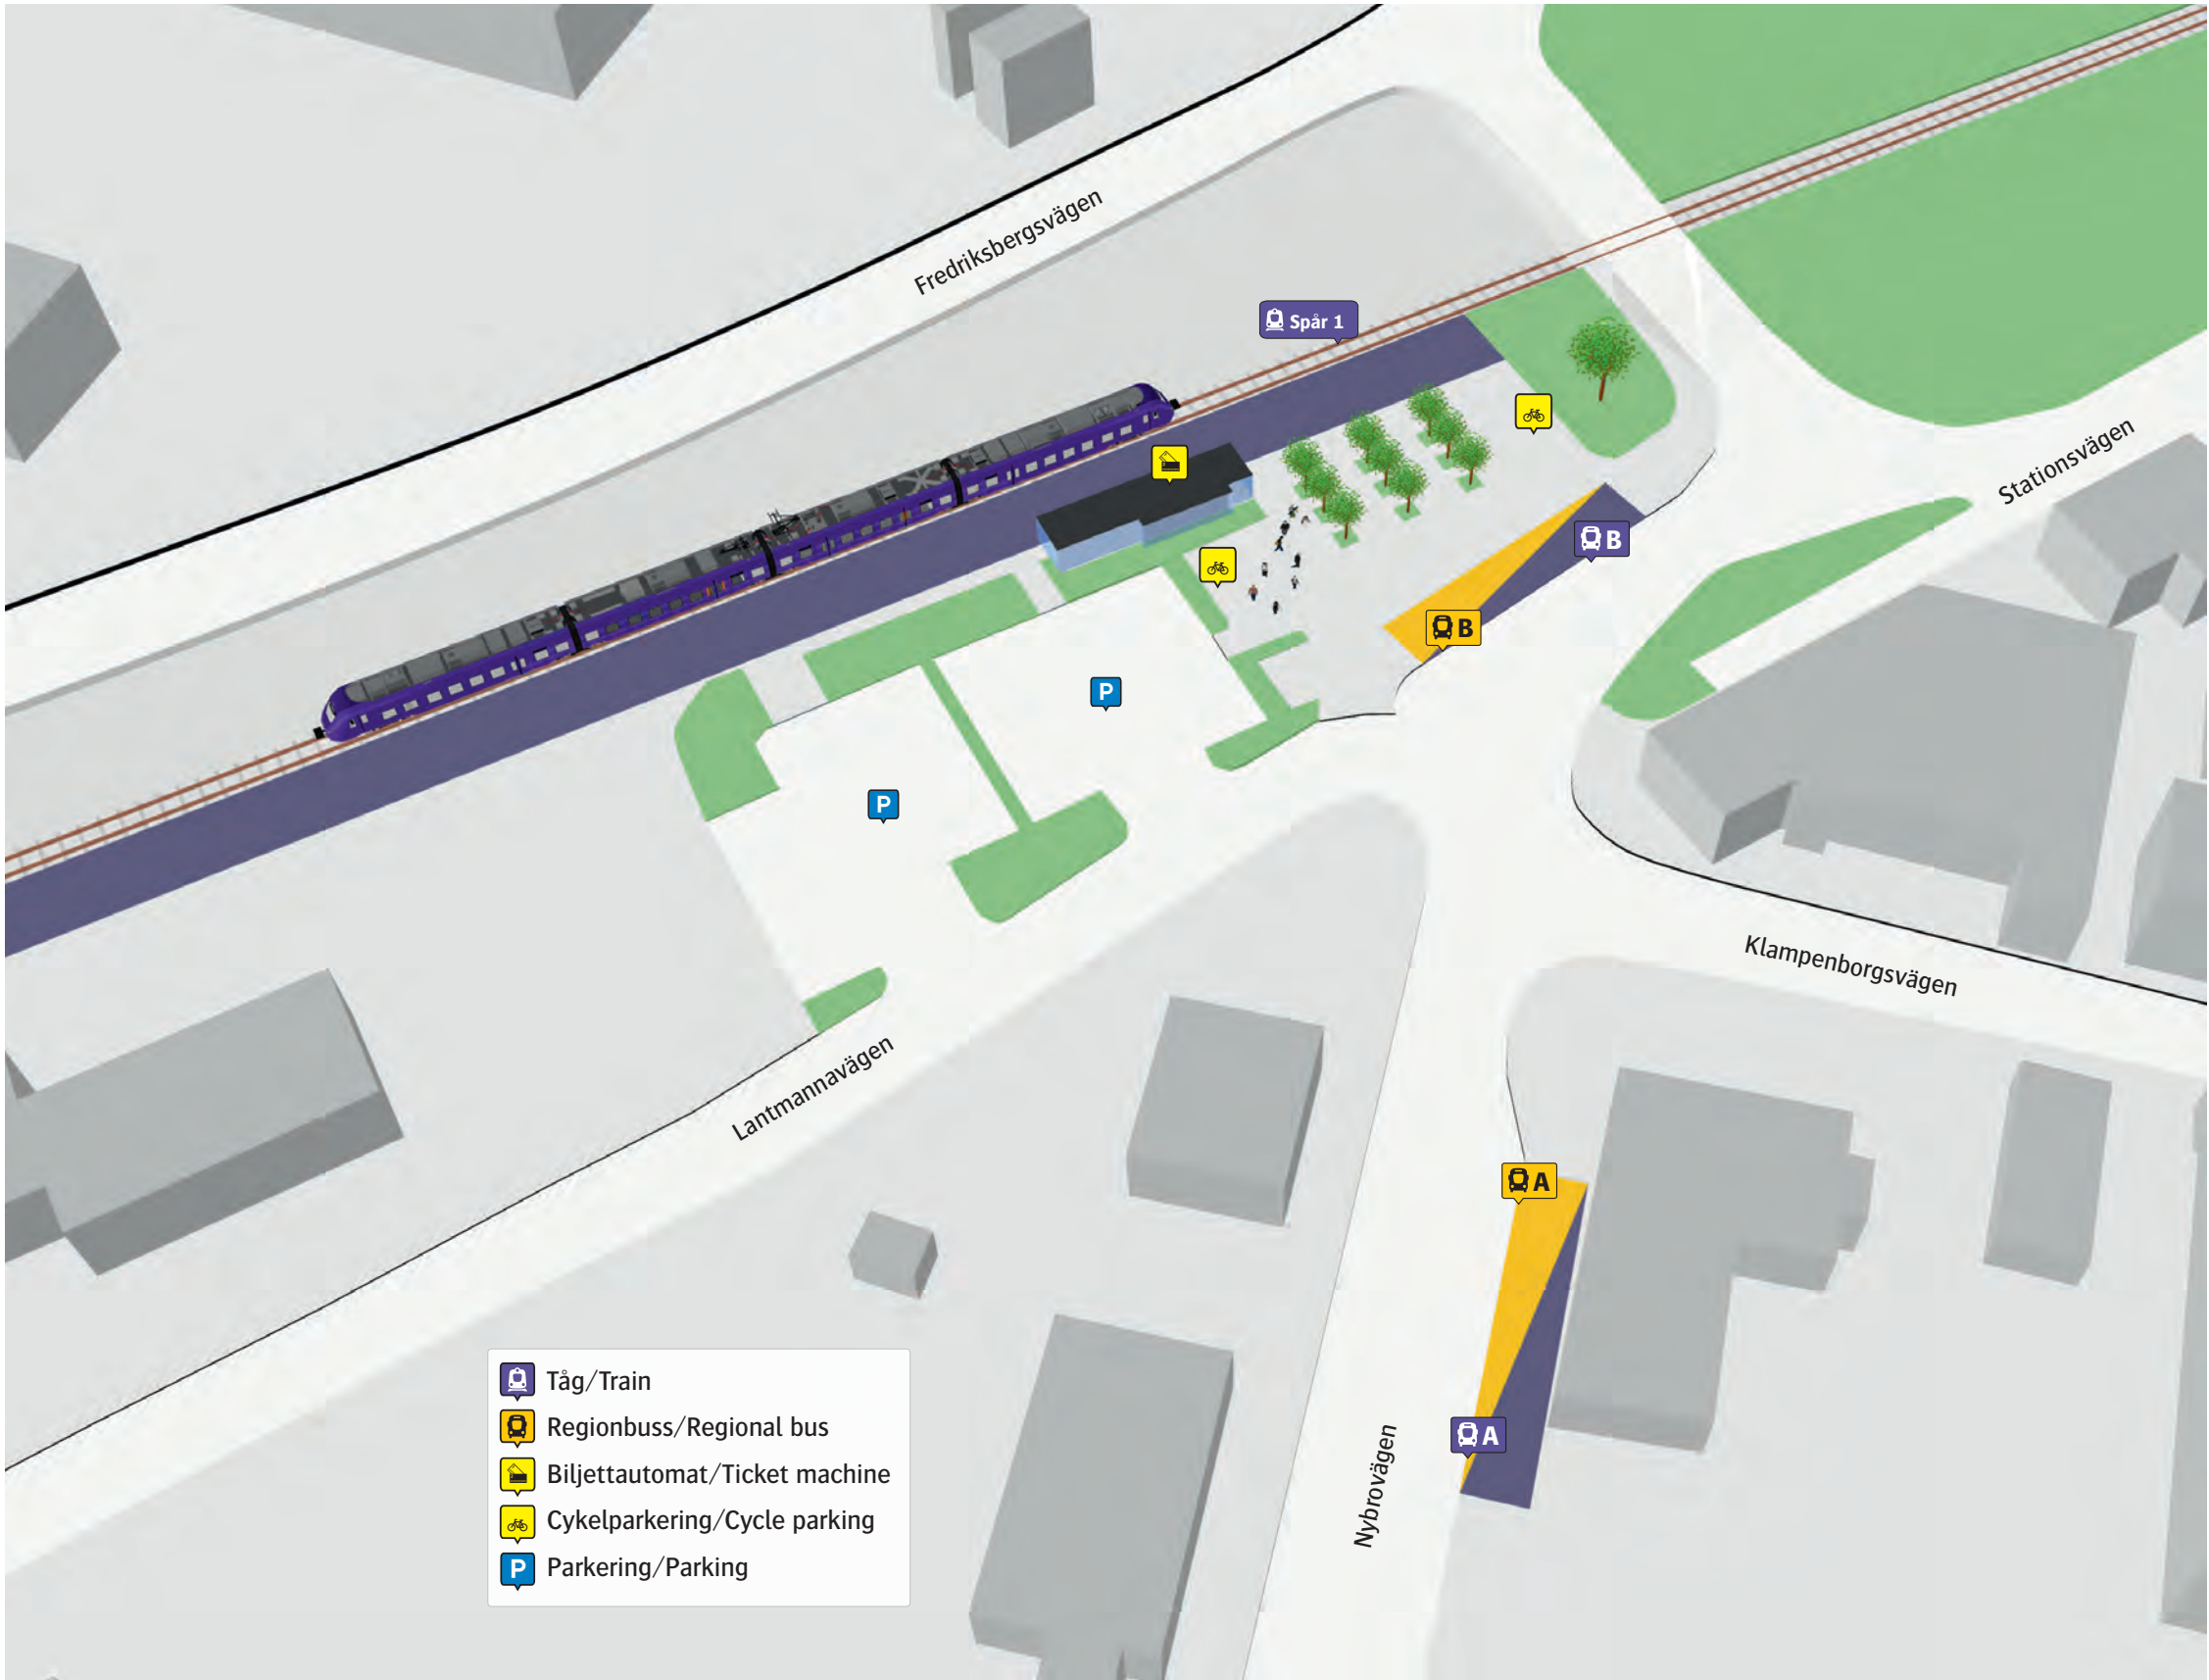 Fredriksbergsvägen
Spår 1
Stationsvägen
B
B
P
P
Klampenborgsvägen
Lantmannavägen
A
A
Nybrovägen
Tåg/Train
Regionbuss/Regional bus
Biljettautomat/Ticket machine
Cykelparkering/Cycle parking
P Parkering/Parking